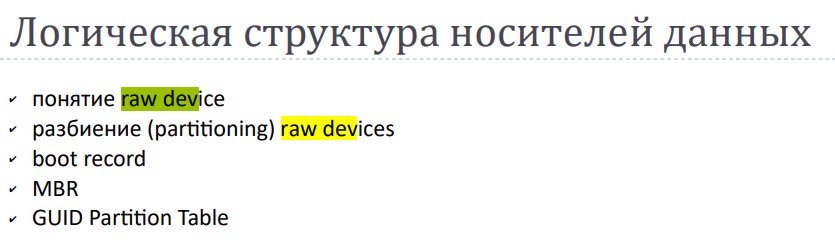 Логическая структура носителей данных
✓ понятие raw device
✓ разбиение (partitioning) raw devices
✓ boot record
✓ MBR
✓ GUID Partition Table